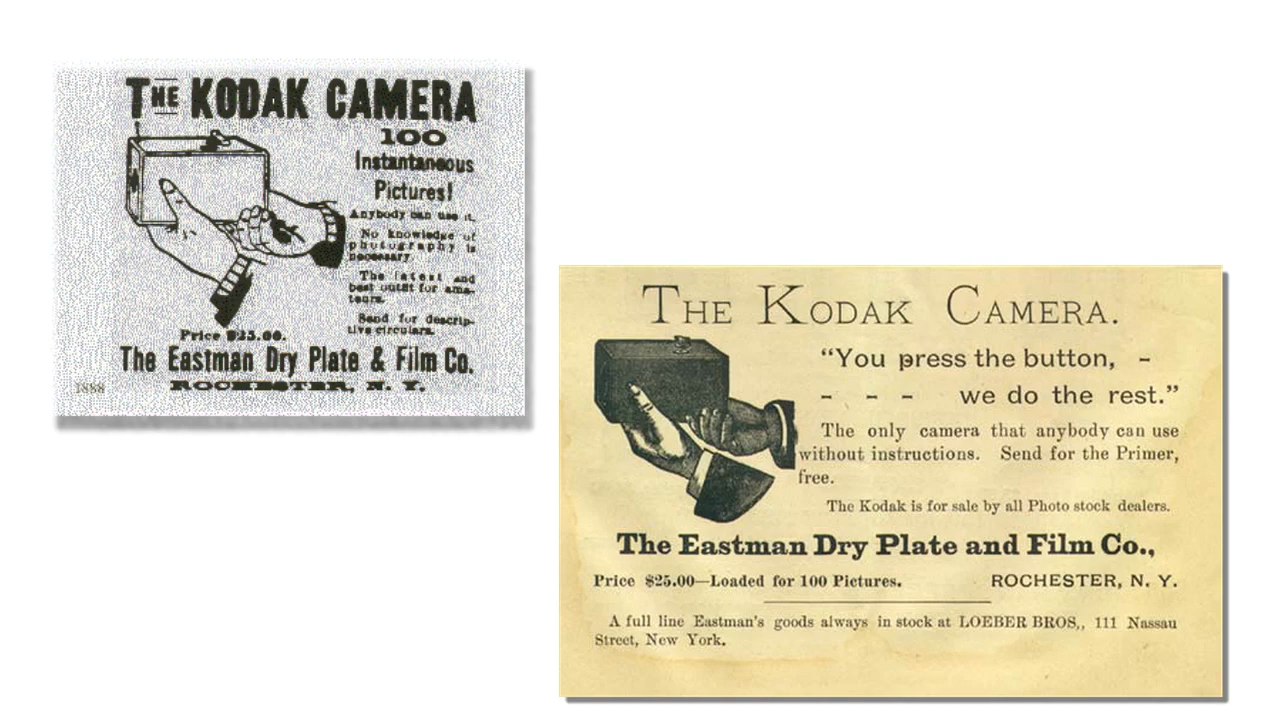 THE KODAK CAMERA
100
Instantaneous
Pictures!
Anybody can use it.
No knowledge of
photography is
necessary.
The latest and
best outfit for ama-
teurs.
Send for descrip-
tive circulars.
Price $25.00.
The Eastman Dry Plate & Film Co.
ROCHESTER, N. Y.
1888
THE KODAK CAMERA.
“You press the button, -
- - - we do the rest.”
The only camera that anybody can use
without instructions. Send for the Primer,
free.
The Kodak is for sale by all Photo stock dealers.
The Eastman Dry Plate and Film Co.,
Price $25.00—Loaded for 100 Pictures. ROCHESTER, N. Y.
A full line Eastman's goods always in stock at LOEBER BROS,, 111 Nassau
Street, New York.